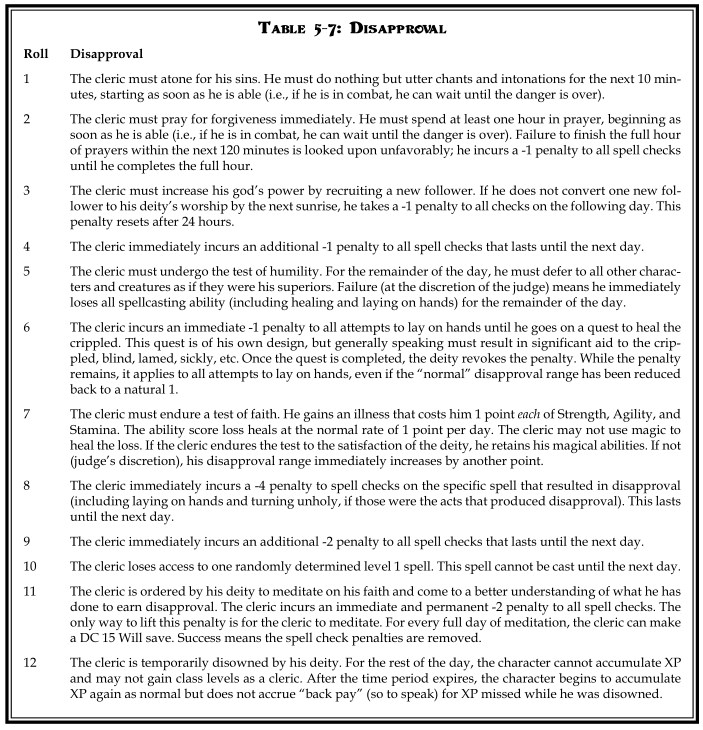 TABLE 5-7: DISAPPROVAL
Roll Disapproval
1 The cleric must atone for his sins. He must do nothing but utter chants and intonations for the next 10 min-
utes, starting as soon as he is able (i.e., if he is in combat, he can wait until the danger is over).
2 The cleric must pray for forgiveness immediately. He must spend at least one hour in prayer, beginning as
soon as he is able (i.e., if he is in combat, he can wait until the danger is over). Failure to finish the full hour
of prayers within the next 120 minutes is looked upon unfavorably; he incurs a -1 penalty to all spell checks
until he completes the full hour.
3 The cleric must increase his god's power by recruiting a new follower. If he does not convert one new fol-
lower to his deity's worship by the next sunrise, he takes a -1 penalty to all checks on the following day. This
penalty resets after 24 hours.
4 The cleric immediately incurs an additional -1 penalty to all spell checks that lasts until the next day.
5 The cleric must undergo the test of humility. For the remainder of the day, he must defer to all other charac-
ters and creatures as if they were his superiors. Failure (at the discretion of the judge) means he immediately
loses all spellcasting ability (including healing and laying on hands) for the remainder of the day.
6 The cleric incurs an immediate -1 penalty to all attempts to lay on hands until he goes on a quest to heal the
crippled. This quest is of his own design, but generally speaking must result in significant aid to the crip-
pled, blind, lamed, sickly, etc. Once the quest is completed, the deity revokes the penalty. While the penalty
remains, it applies to all attempts to lay on hands, even if the "normal" disapproval range has been reduced
back to a natural 1.
7 The cleric must endure a test of faith. He gains an illness that costs him 1 point each of Strength, Agility, and
Stamina. The ability score loss heals at the normal rate of 1 point per day. The cleric may not use magic to
heal the loss. If the cleric endures the test to the satisfaction of the deity, he retains his magical abilities. If not
(judge's discretion), his disapproval range immediately increases by another point.
8 The cleric immediately incurs a -4 penalty to spell checks on the specific spell that resulted in disapproval
(including laying on hands and turning unholy, if those were the acts that produced disapproval). This lasts
until the next day.
9 The cleric immediately incurs an additional -2 penalty to all spell checks that lasts until the next day.
10 The cleric loses access to one randomly determined level 1 spell. This spell cannot be cast until the next day.
11 The cleric is ordered by his deity to meditate on his faith and come to a better understanding of what he has
done to earn disapproval. The cleric incurs an immediate and permanent -2 penalty to all spell checks. The
only way to lift this penalty is for the cleric to meditate. For every full day of meditation, the cleric can make
a DC 15 Will save. Success means the spell check penalties are removed.
12 The cleric is temporarily disowned by his deity. For the rest of the day, the character cannot accumulate XP
and may not gain class levels as a cleric. After the time period expires, the character begins to accumulate
XP again as normal but does not accrue "back pay" (so to speak) for XP missed while he was disowned.